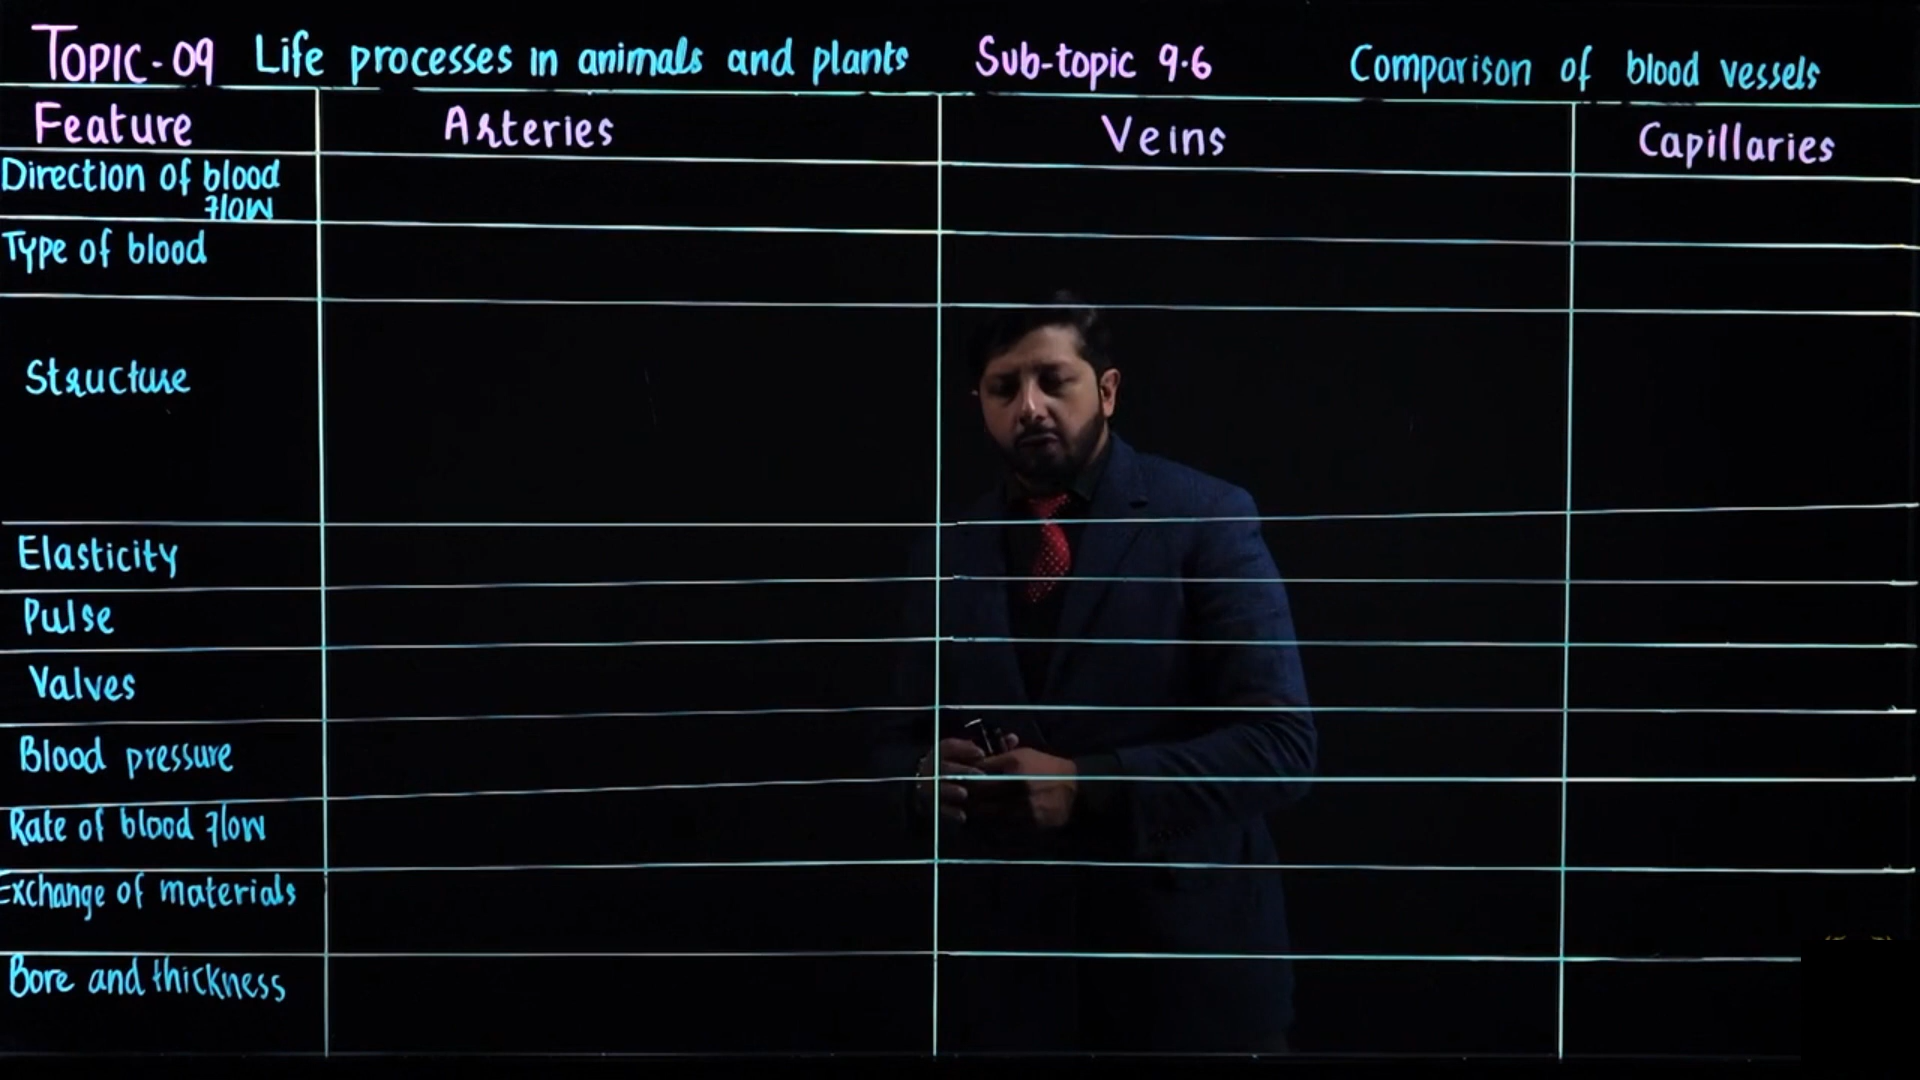 TOPIC-09 Life processes in animals and plants Sub-topic 9.6 Comparison of blood vessels
Feature Arteries Veins Capillaries
Direction of blood
flow
Type of blood
Structure
Elasticity
Pulse
Valves
Blood pressure
Rate of blood flow
Exchange of materials
Bore and thickness